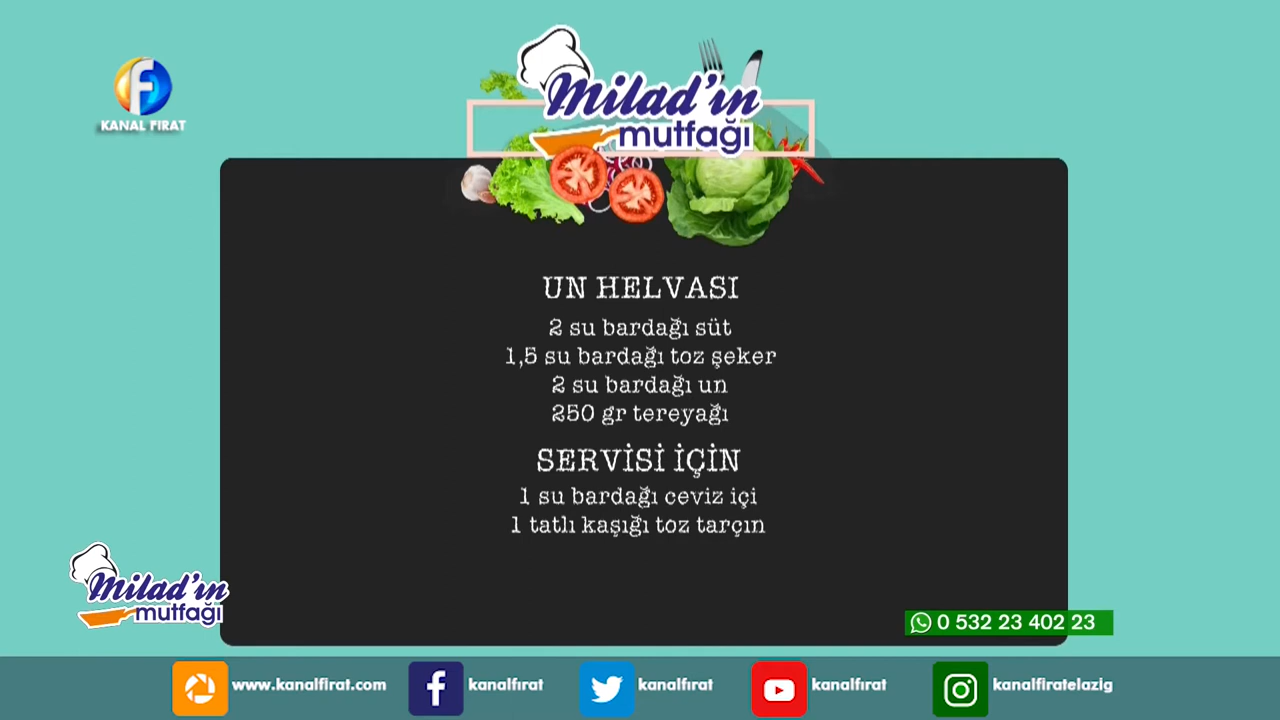 KANAL FIRAT
Milad'ın
mutfağı
UN HELVASI
2 su bardağı süt
1,5 su bardağı toz şeker
2 su bardağı un
250 gr tereyağı
SERVİSİ İÇİN
1 su bardağı ceviz içi
1 tatlı kaşığı toz tarçın
Milad'ın
mutfağı
0 532 23 402 23
www.kanalfirat.com
kanalfırat
kanalfırat
kanalfırat
kanalfiratelazig